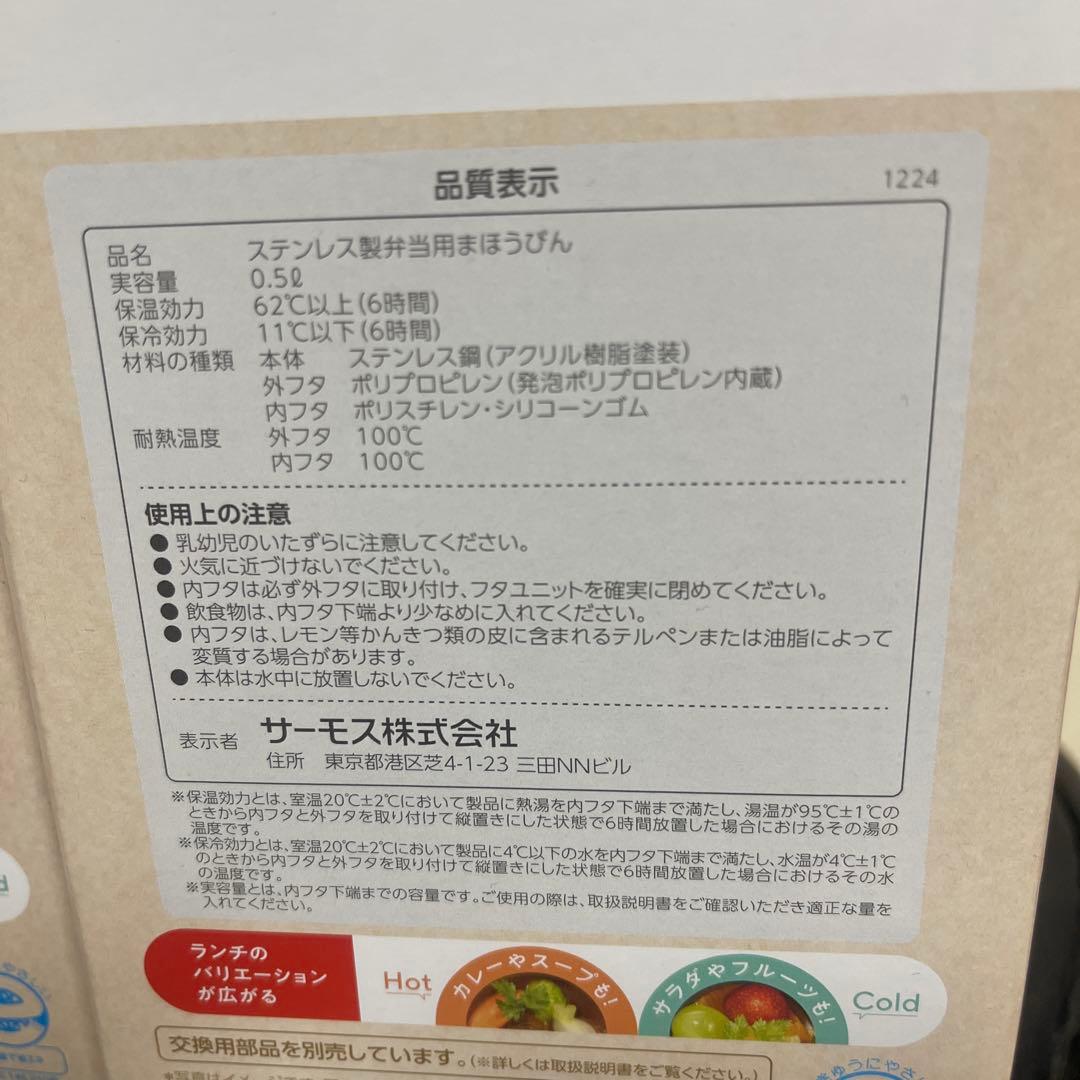 品質表示
1224
品名 ステンレス製弁当用まほうびん
実容量 0.5ℓ
保温効力 62℃以上(6時間)
保冷効力 11℃以下(6時間)
材料の種類 本体 ステンレス鋼(アクリル樹脂塗装)
外フタ ポリプロピレン(発泡ポリプロピレン内蔵)
内フタ ポリスチレン・シリコーンゴム
耐熱温度 外フタ 100℃
内フタ 100℃
使用上の注意
●乳幼児のいたずらに注意してください。
●火気に近づけないでください。
●内フタは必ず外フタに取り付け、フタユニットを確実に閉めてください。
●飲食物は、内フタ下端より少なめに入れてください。
●内フタは、レモン等かんきつ類の皮に含まれるテルペンまたは油脂によって
変質する場合があります。
●本体は水中に放置しないでください。
表示者 サーモス株式会社
住所 東京都港区芝4-1-23 三田NNビル
※保温効力とは、室温20℃±2℃において製品に熱湯を内フタ下端まで満たし、湯温が95℃±1℃の
ときから内フタと外フタを取り付けて縦置きにした状態で6時間放置した場合におけるその湯の
温度です。
※保冷効力とは、室温20℃±2℃において製品に4℃以下の水を内フタ下端まで満たし、水温が4℃±1℃
のときから内フタと外フタを取り付けて縦置きにした状態で6時間放置した場合におけるその水
の温度です。
※実容量とは、内フタ下端までの容量です。ご使用の際は、取扱説明書をご確認いただき適正な量を
入れてください。
ランチの
バリエーション
が広がる
Hot
カレーやスープも!
サラダやフルーツも!
Cold
交換用部品を別売しています。(※詳しくは取扱説明書をご覧ください。)